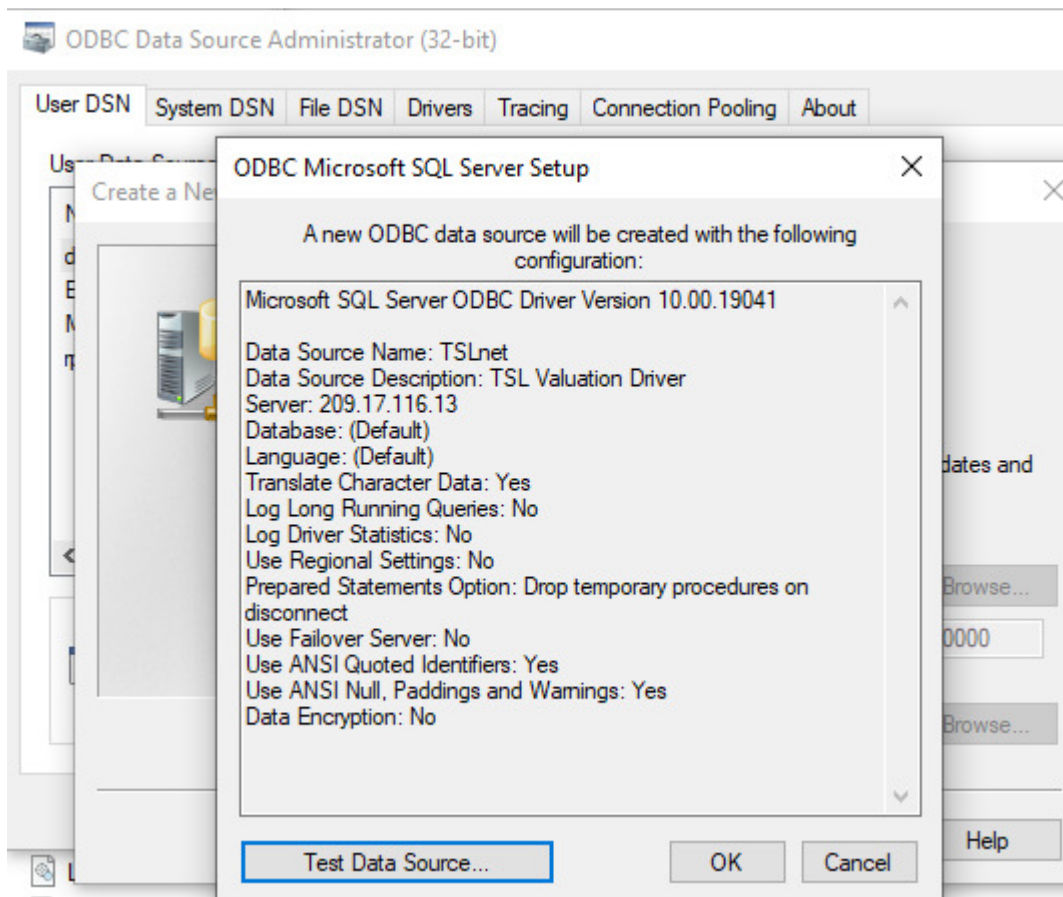 ODBC Data Source Administrator (32-bit)
User DSN System DSN File DSN Drivers Tracing Connection Pooling About
ODBC Microsoft SQL Server Setup
Create a
A new ODBC data source will be created with the following
configuration:
Microsoft SQL Server ODBC Driver Version 10.00.19041
Data Source Name: TSLnet
Data Source Description: TSL Valuation Driver
Server: 209.17.116.13
Database: (Default)
Language: (Default)
dates and
Translate Character Data: Yes
Log Long Running Queries: No
Log Driver Statistics: No
Use Regional Settings: No
Prepared Statements Option: Drop temporary procedures on
disconnect
Browse...
Use Failover Server: No
0000
Use ANSI Quoted Identifiers: Yes
Use ANSI Null, Paddings and Warnings: Yes
Data Encryption: No
Browse...
Help
Test Data Source... OK Cancel